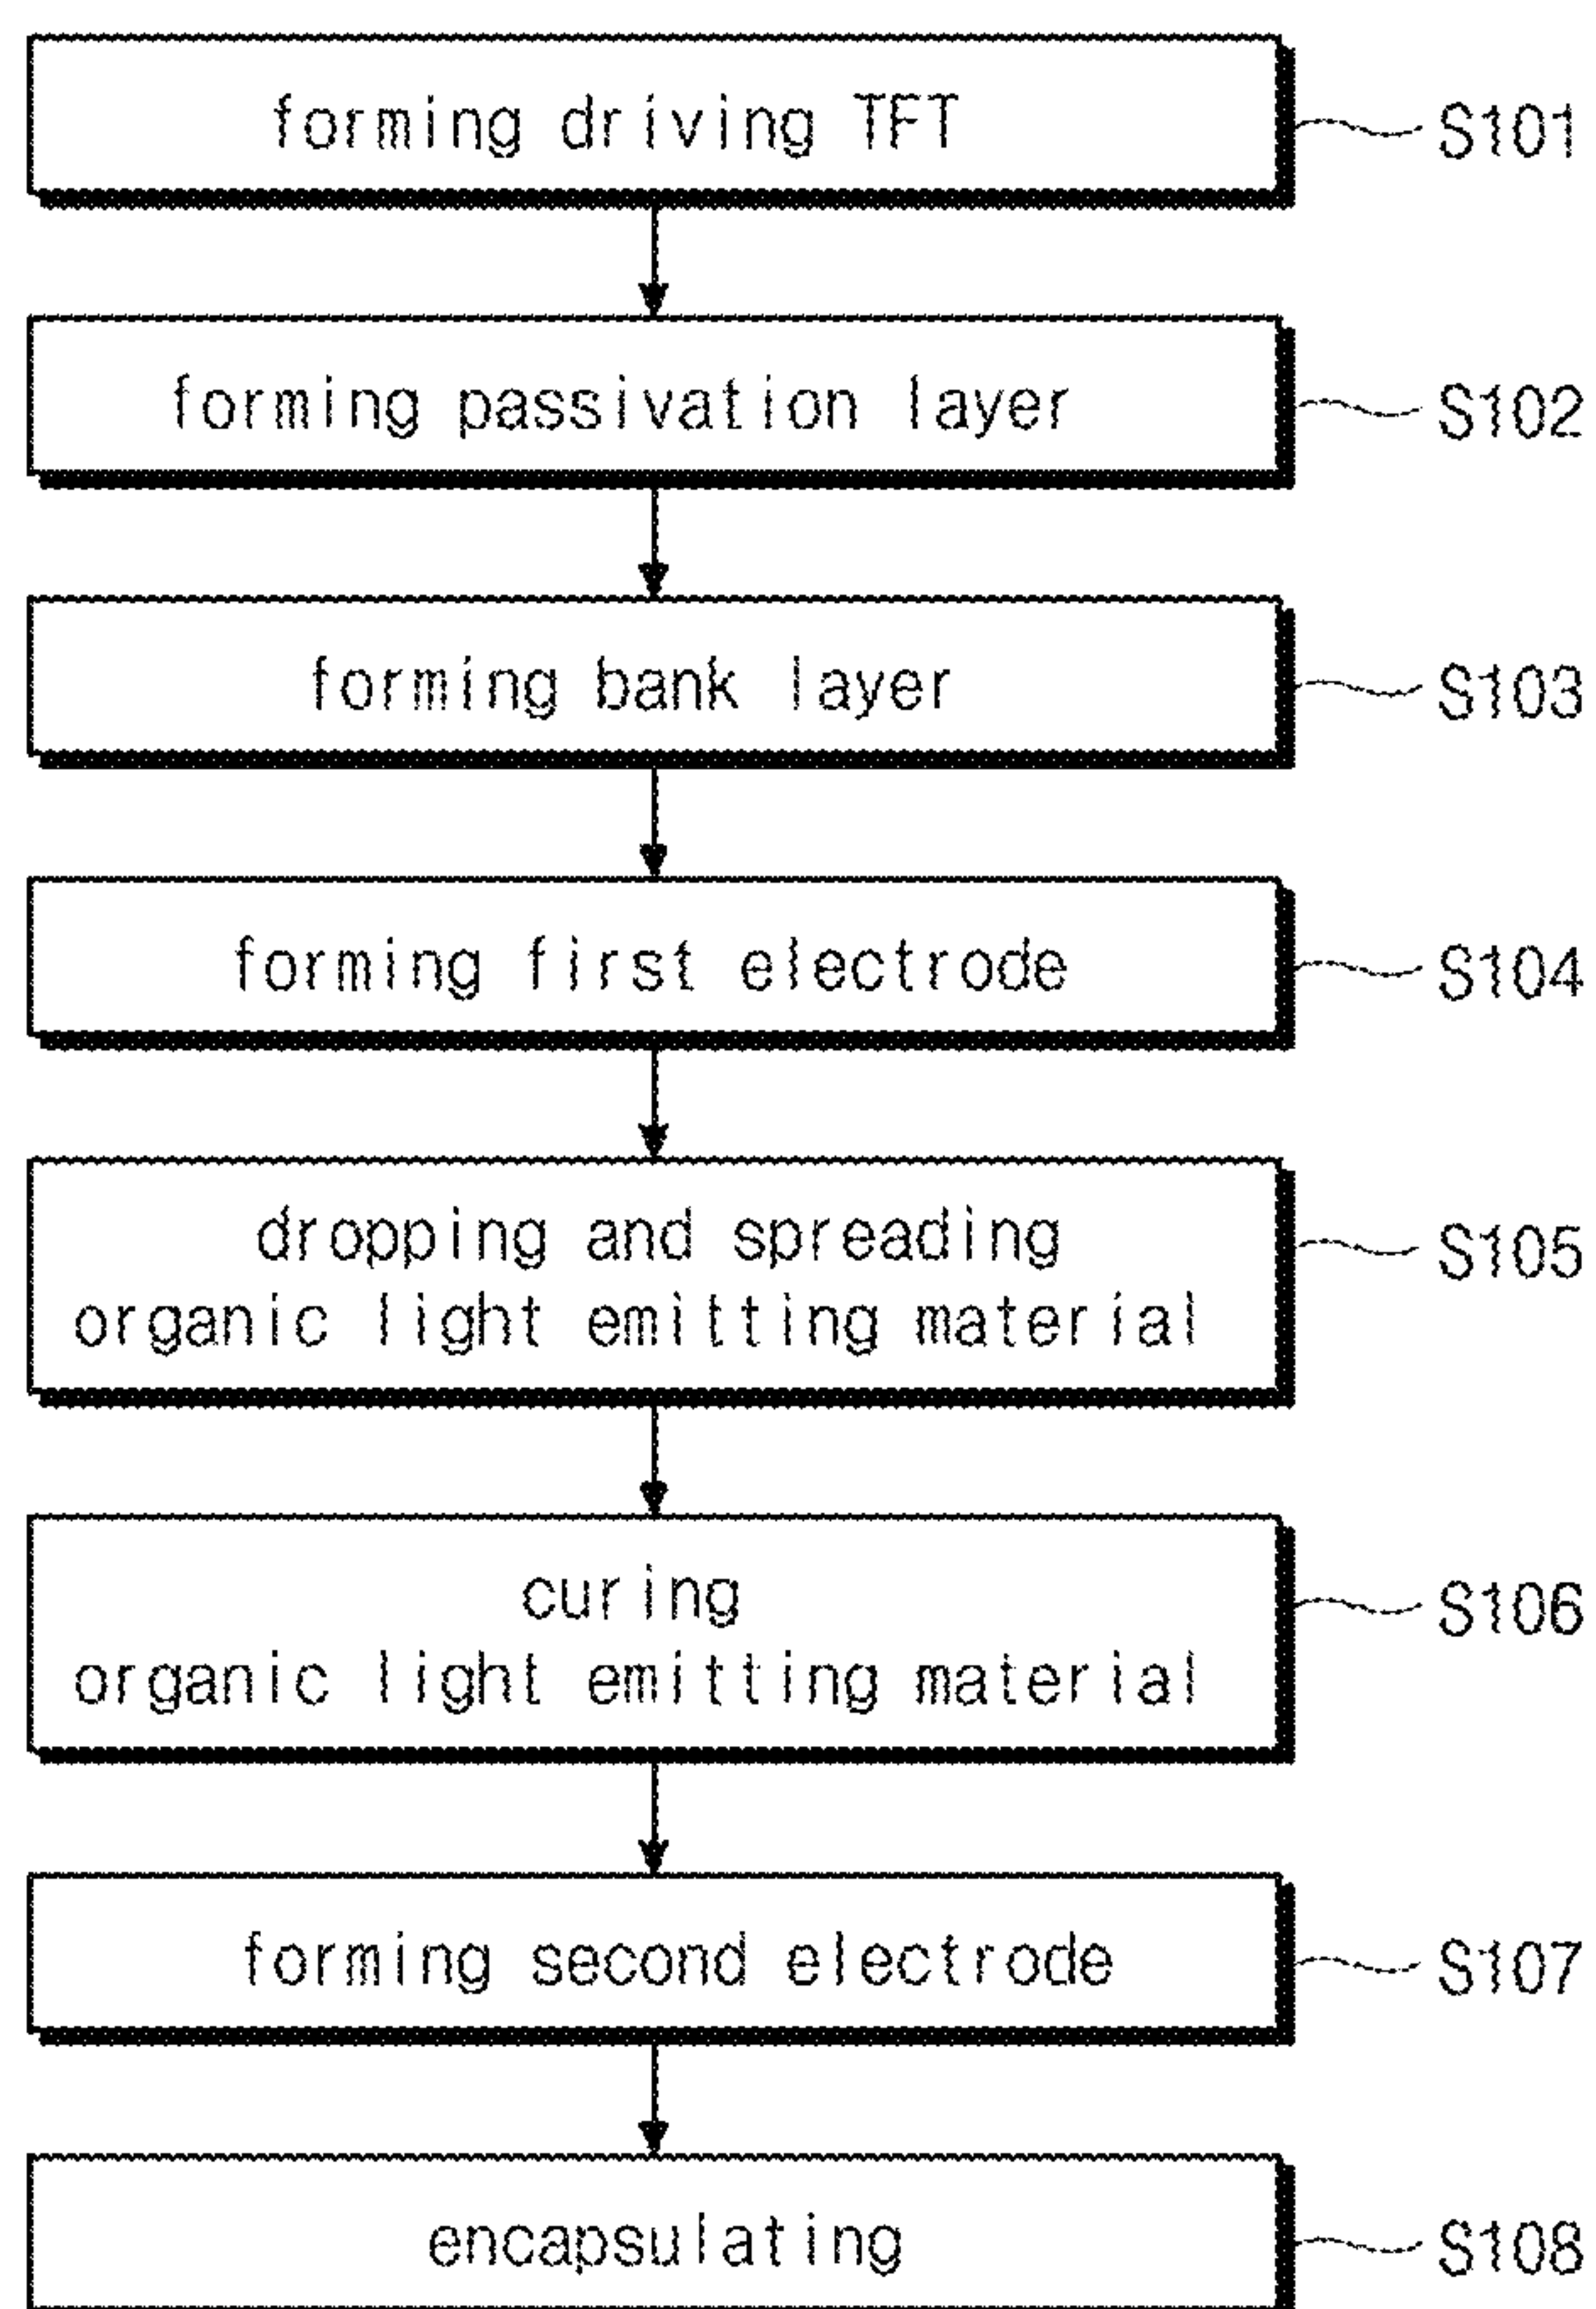 forming driving TFT
S101
forming passivation layer
S102
forming bank layer
S103
forming first electrode
S104
dropping and spreading
organic light emitting material
S105
curing
organic light emitting material
S106
forming second electrode
S107
encapsulating
S108